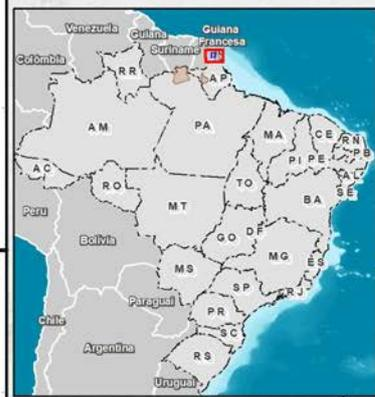 Venezuela
Guiana
Guiana
Francesa
Suriname
Colômbia
RR
AP
AM
PA
MA
CE
RN
PB
PI
PE
AL
SE
AC
RO
TO
BA
Peru
MT
GO
DF
Bolívia
MG
ES
MS
SP
RJ
Paraguai
PR
Chile
SC
Argentina
RS
Uruguai